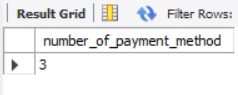 Result Grid Filter Rows:
number_of_payment_method
3